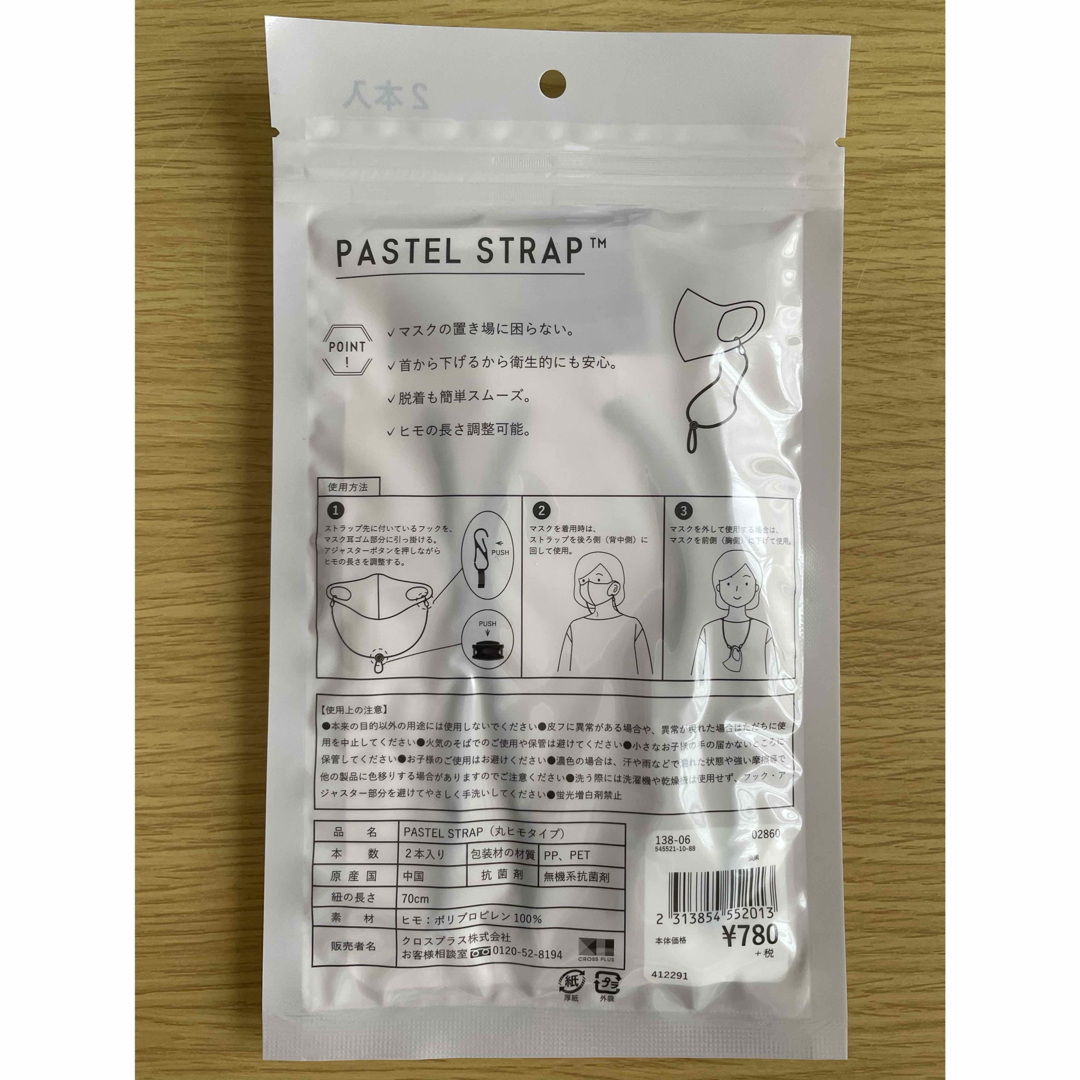 2本入
PASTEL STRAP™
POINT
!
✓マスクの置き場に困らない。
✓首から下げるから衛生的にも安心。
✓脱着も簡単スムーズ。
✓ヒモの長さ調整可能。
使用方法
1
ストラップ先に付いているフックを、
マスク耳ゴム部分に引っ掛ける。
アジャスターボタンを押しながら
ヒモの長さを調整する。
PUSH
PUSH
2
マスクを着用時は、
ストラップを後ろ側（背中側）に
回して使用。
3
マスクを外して使用する場合は、
マスクを前側（胸側）に下げて使用。
【使用上の注意】
●本来の目的以外の用途には使用しないでください●皮フに異常がある場合や、異常が現れた場合はただちに使
用を中止してください●火気のそばでのご使用や保管は避けてください●小さなお子様の手の届かないところに
保管してください●お子様のご使用はお避けください●濃色の場合は、汗や雨などで濡れた状態や強い摩擦等で
他の製品に色移りする場合がありますのでご注意ください●洗う際には洗濯機や乾燥機は使用せず、フック・ア
ジャスター部分を避けてやさしく手洗いしてください●蛍光増白剤禁止
品名 PASTEL STRAP（丸ヒモタイプ）
本数 2本入り 包装材の材質 PP、PET
原産国 中国 抗菌剤 無機系抗菌剤
紐の長さ 70cm
素材 ヒモ：ポリプロピレン100%
販売者名 クロスプラス株式会社
お客様相談室 0120-52-8194
CROSS PLUS
紙 プラ
厚紙 外袋
138-06 02860
545521-10-88
2 313854 552013
本体価格 ¥780
+税
412291